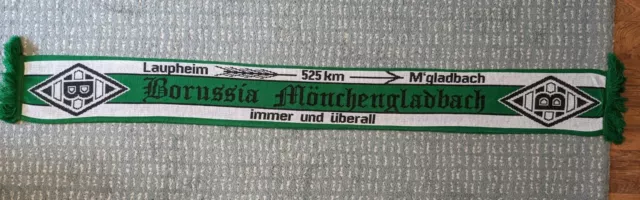 Laupheim 525 km M'gladbach
B Borussia Mönchengladbach B
immer und überall